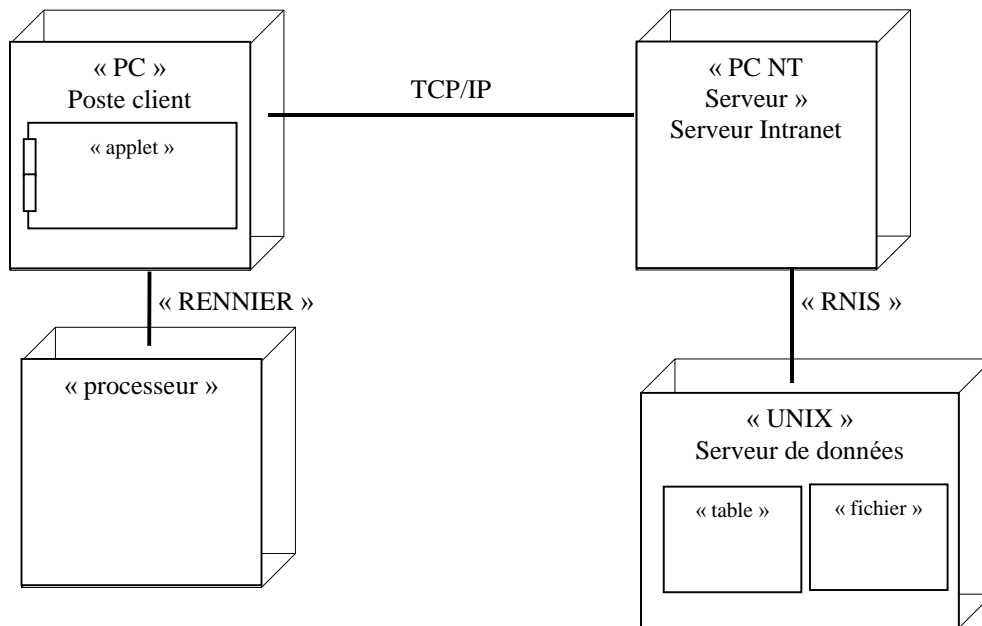 « PC »
Poste client
« applet »
TCP/IP
« PC NT
Serveur »
Serveur Intranet
« RENNIER »
« RNIS »
« processeur »
« UNIX »
Serveur de données
« table »
« fichier »